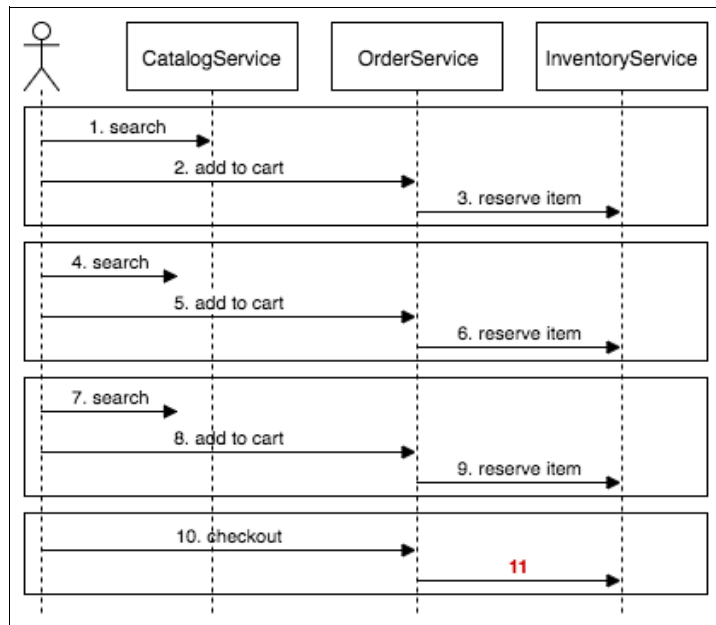 CatalogService
OrderService
InventoryService
1. search
2. add to cart
3. reserve item
4. search
5. add to cart
6. reserve item
7. search
8. add to cart
9. reserve item
10. checkout
11